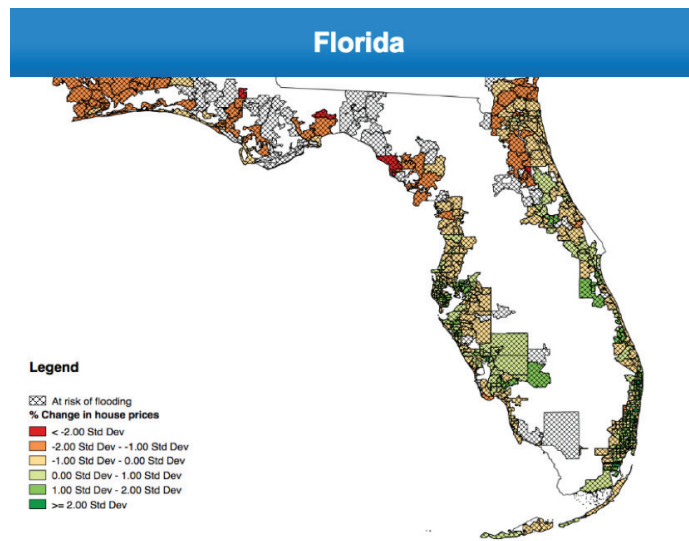 Florida
Legend
At risk of flooding
% Change in house prices
< -2.00 Std Dev
-2.00 Std Dev - -1.00 Std Dev
-1.00 Std Dev - 0.00 Std Dev
0.00 Std Dev - 1.00 Std Dev
1.00 Std Dev - 2.00 Std Dev
>= 2.00 Std Dev